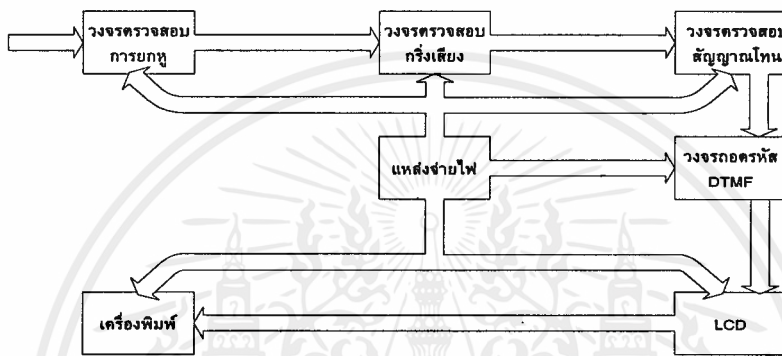 วงจรตรวจสอบ
การยกหู
วงจรตรวจสอบ
กริ่งเสียง
วงจรตรวจสอบ
สัญญาณโทน
แหล่งจ่ายไฟ
วงจรถอดรหัส
DTMF
เครื่องพิมพ์
LCD